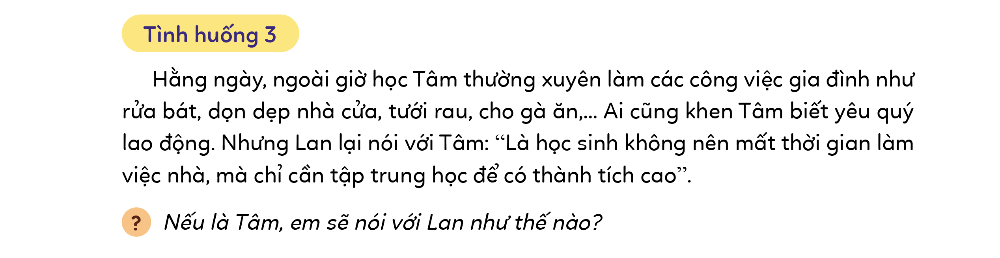 Tình huống 3
Hằng ngày, ngoài giờ học Tâm thường xuyên làm các công việc gia đình như
rửa bát, dọn dẹp nhà cửa, tưới rau, cho gà ăn,... Ai cũng khen Tâm biết yêu quý
lao động. Nhưng Lan lại nói với Tâm: “Là học sinh không nên mất thời gian làm
việc nhà, mà chỉ cần tập trung học để có thành tích cao”.
? Nếu là Tâm, em sẽ nói với Lan như thế nào?